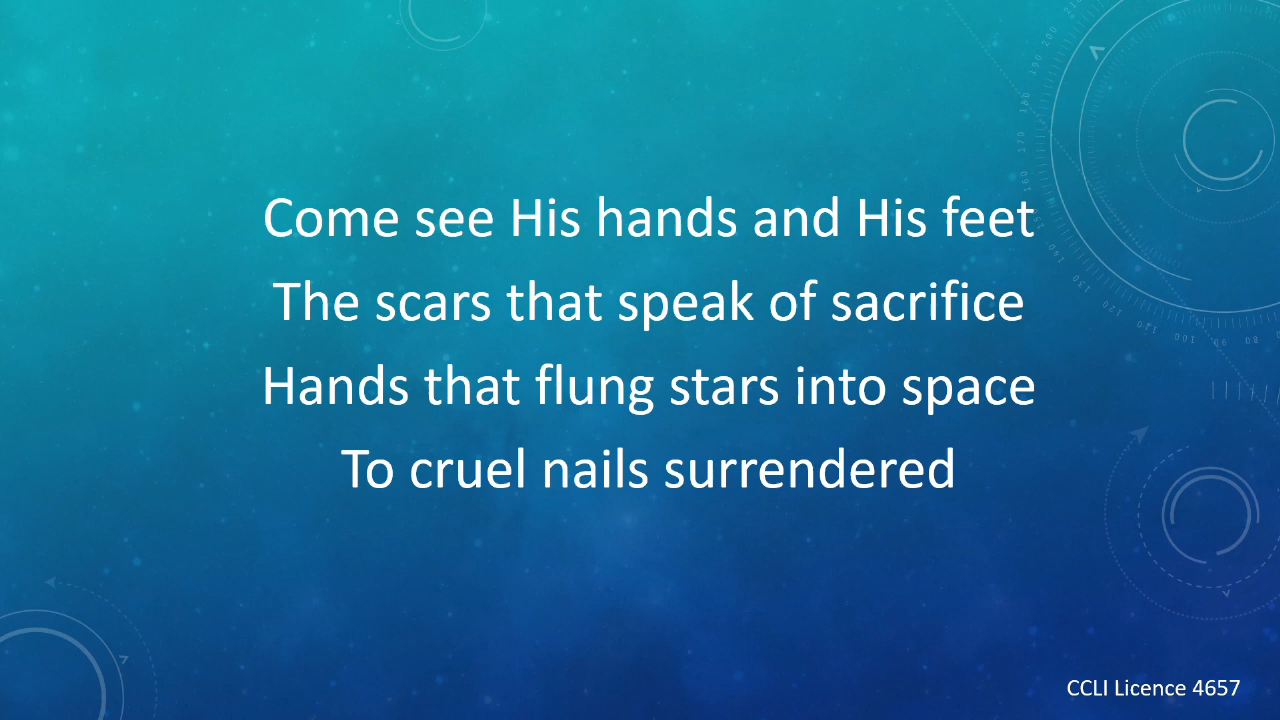 Come see His hands and His feet
The scars that speak of sacrifice
Hands that flung stars into space
To cruel nails surrendered
CCLI Licence 4657